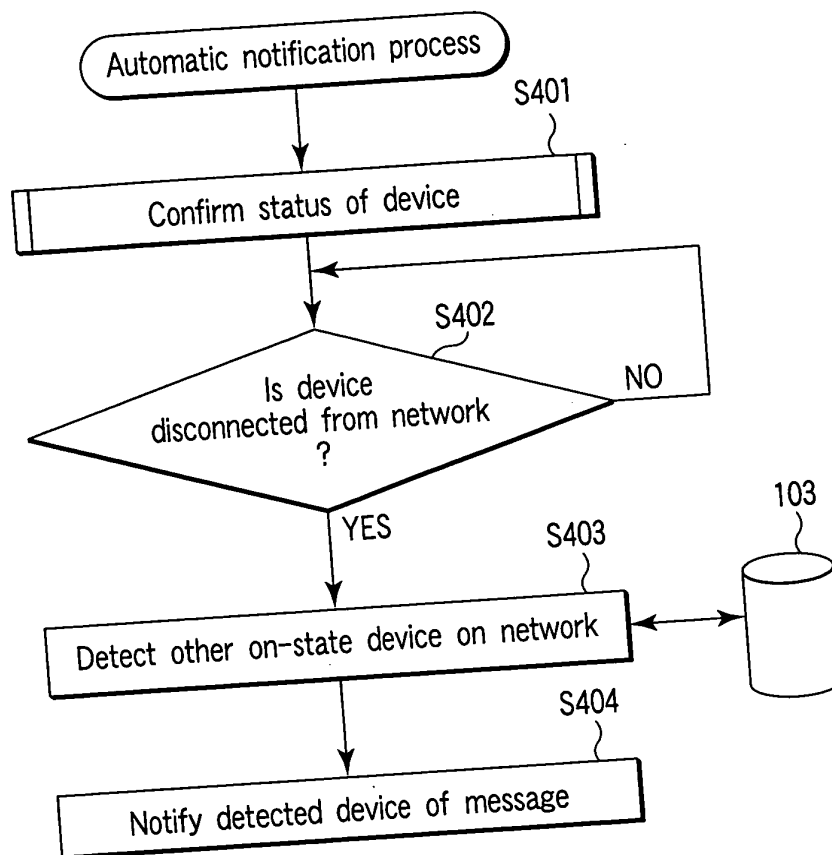 Automatic notification process
S401
Confirm status of device
S402
Is device
disconnected from network
?
NO
YES
S403
103
Detect other on-state device on network
S404
Notify detected device of message